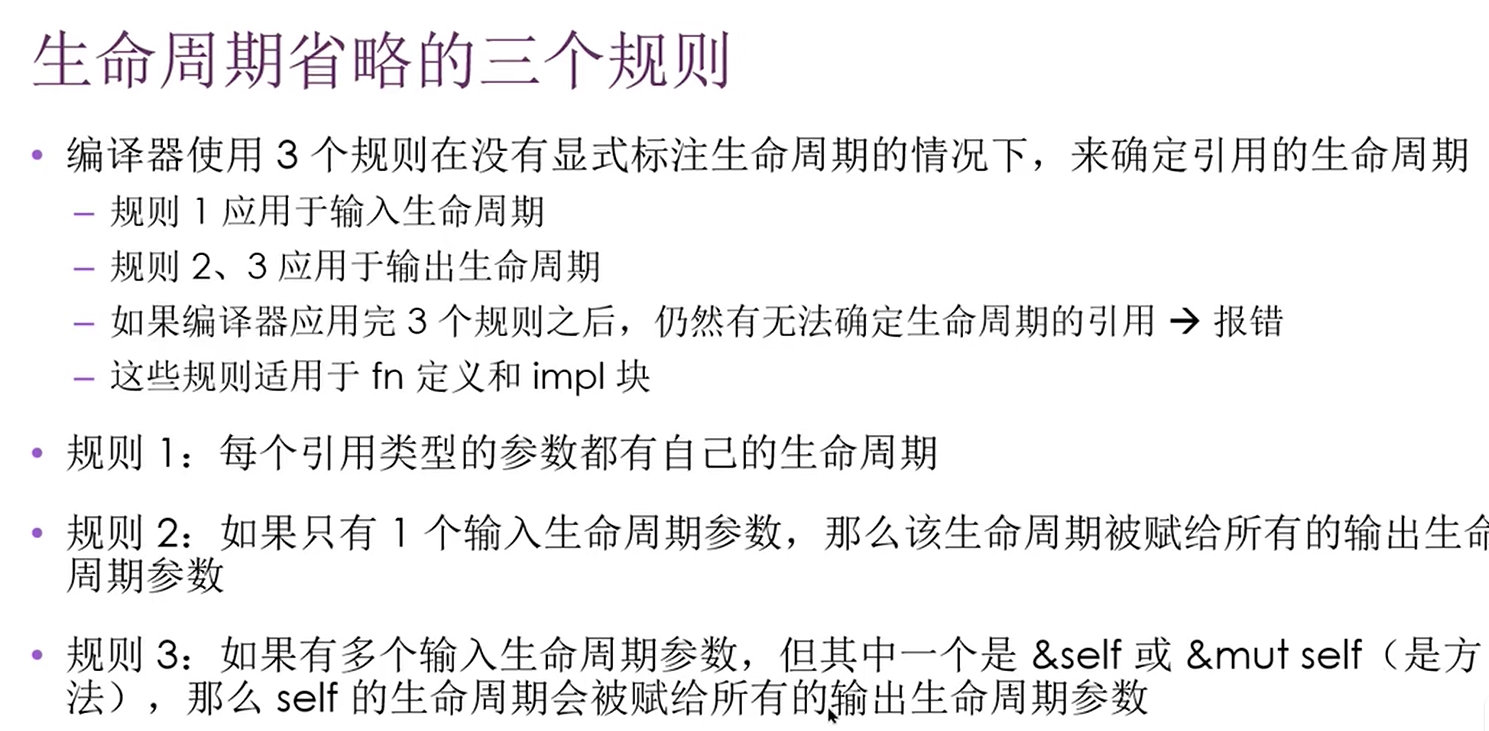 生命周期省略的三个规则
• 编译器使用 3 个规则在没有显式标注生命周期的情况下，来确定引用的生命周期
– 规则 1 应用于输入生命周期
– 规则 2、3 应用于输出生命周期
– 如果编译器应用完 3 个规则之后，仍然有无法确定生命周期的引用 → 报错
– 这些规则适用于 fn 定义和 impl 块
• 规则 1：每个引用类型的参数都有自己的生命周期
• 规则 2：如果只有 1 个输入生命周期参数，那么该生命周期被赋给所有的输出生命
周期参数
• 规则 3：如果有多个输入生命周期参数，但其中一个是 &self 或 &mut self（是方
法），那么 self 的生命周期会被赋给所有的输出生命周期参数